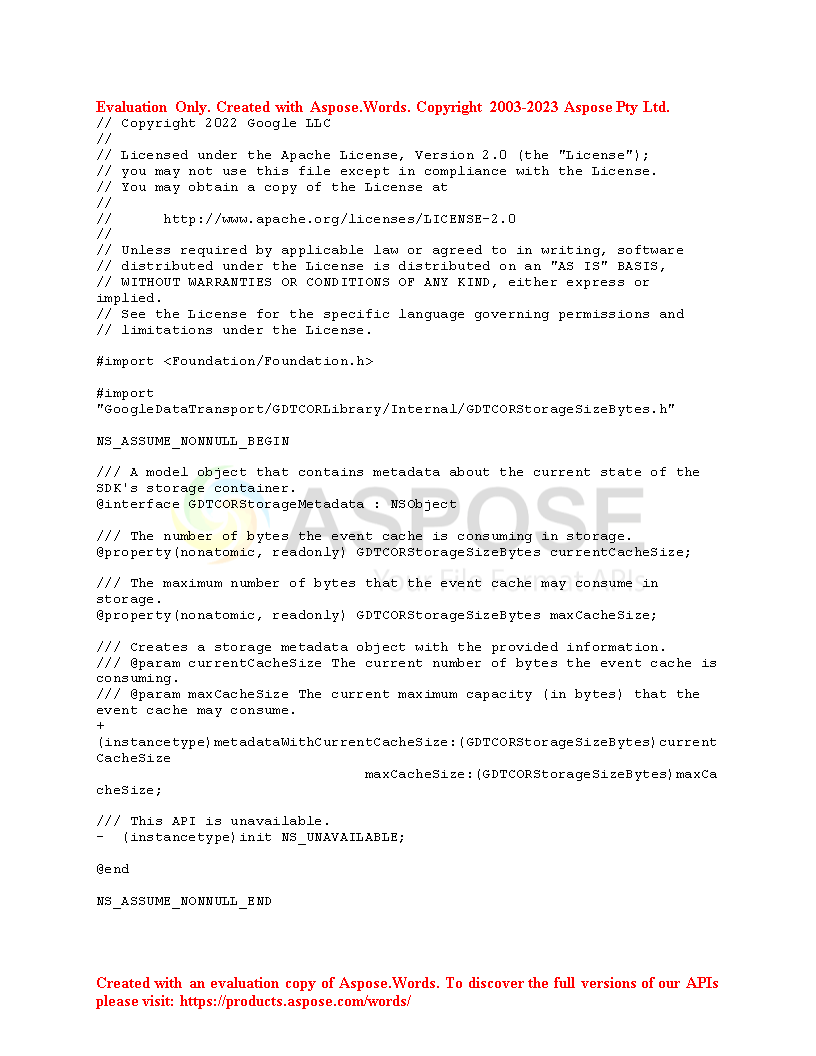 Evaluation Only. Created with Aspose.Words. Copyright 2003-2023 Aspose Pty Ltd.
// Copyright 2022 Google LLC
//
// Licensed under the Apache License, Version 2.0 (the "License");
// you may not use this file except in compliance with the License.
// You may obtain a copy of the License at
//
//      http://www.apache.org/licenses/LICENSE-2.0
//
// Unless required by applicable law or agreed to in writing, software
// distributed under the License is distributed on an "AS IS" BASIS,
// WITHOUT WARRANTIES OR CONDITIONS OF ANY KIND, either express or
implied.
// See the License for the specific language governing permissions and
// limitations under the License.

#import <Foundation/Foundation.h>

#import
"GoogleDataTransport/GDTCORLibrary/Internal/GDTCORStorageSizeBytes.h"

NS_ASSUME_NONNULL_BEGIN

/// A model object that contains metadata about the current state of the
SDK's storage container.
@interface GDTCORStorageMetadata : NSObject
ASPOSE

/// The number of bytes the event cache is consuming in storage.
@property(nonatomic, readonly) GDTCORStorageSizeBytes currentCacheSize;

/// The maximum number of bytes that the event cache may consume in
Your File Format APIs
storage.
@property(nonatomic, readonly) GDTCORStorageSizeBytes maxCacheSize;

/// Creates a storage metadata object with the provided information.
/// @param currentCacheSize The current number of bytes the event cache is
consuming.
/// @param maxCacheSize The current maximum capacity (in bytes) that the
event cache may consume.
+
(instancetype)metadataWithCurrentCacheSize:(GDTCORStorageSizeBytes)current
CacheSize
                                maxCacheSize:(GDTCORStorageSizeBytes)maxCa
cheSize;

/// This API is unavailable.
-  (instancetype)init NS_UNAVAILABLE;

@end

NS_ASSUME_NONNULL_END

Created with an evaluation copy of Aspose.Words. To discover the full versions of our APIs
please visit: https://products.aspose.com/words/